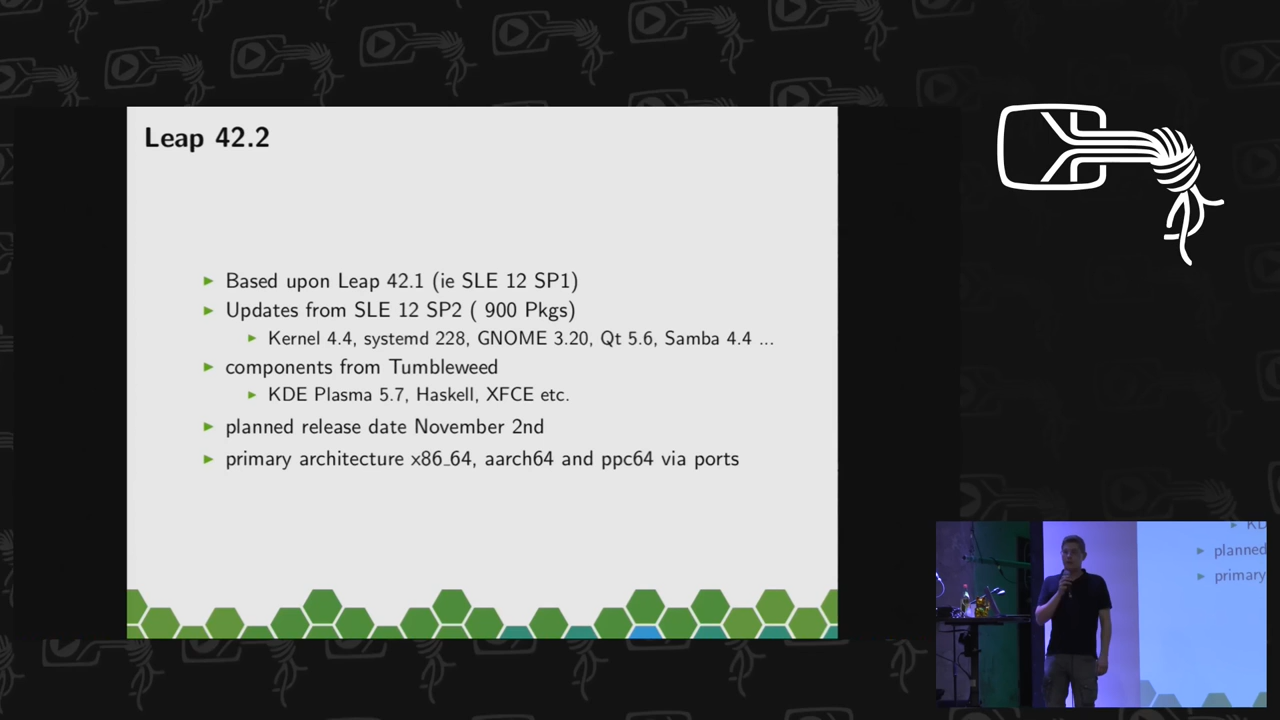 Leap 42.2
Based upon Leap 42.1 (ie SLE 12 SP1)
Updates from SLE 12 SP2 ( 900 Pkgs)
Kernel 4.4, systemd 228, GNOME 3.20, Qt 5.6, Samba 4.4 ...
components from Tumbleweed
KDE Plasma 5.7, Haskell, XFCE etc.
planned release date November 2nd
primary architecture x86_64, aarch64 and ppc64 via ports
KD
planned
primary